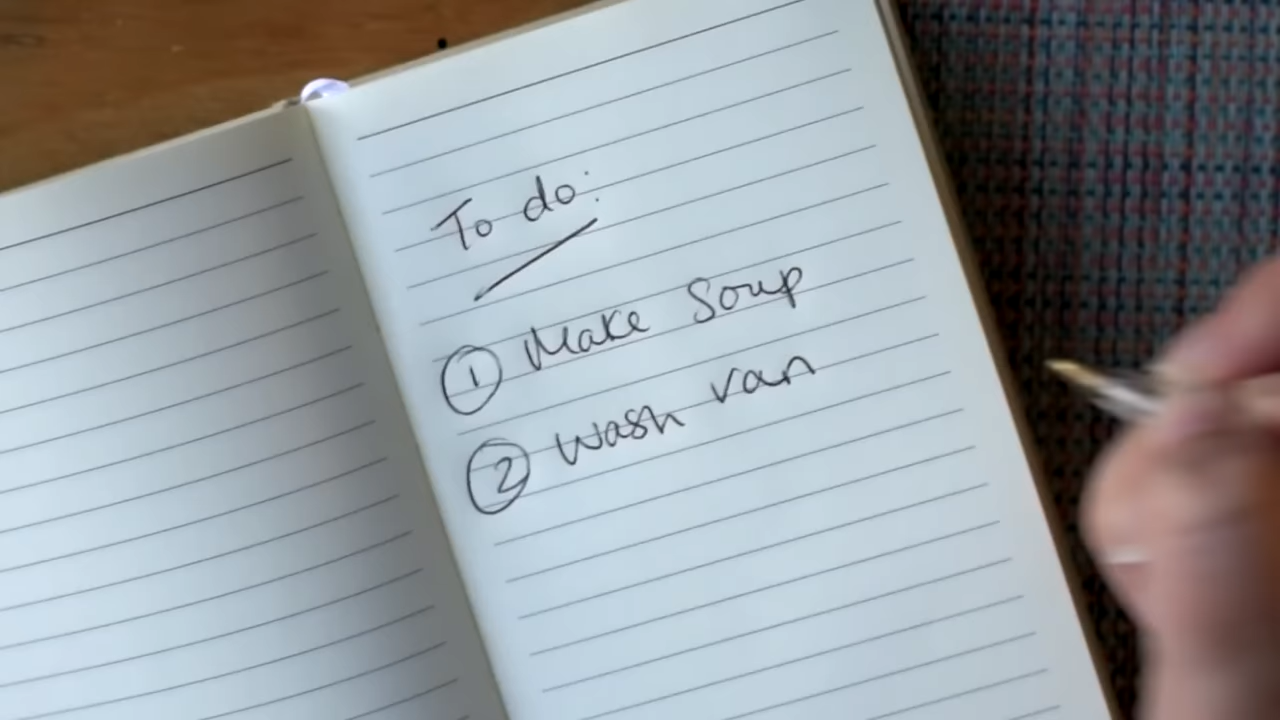 To do:
① Make Soup
② Wash van